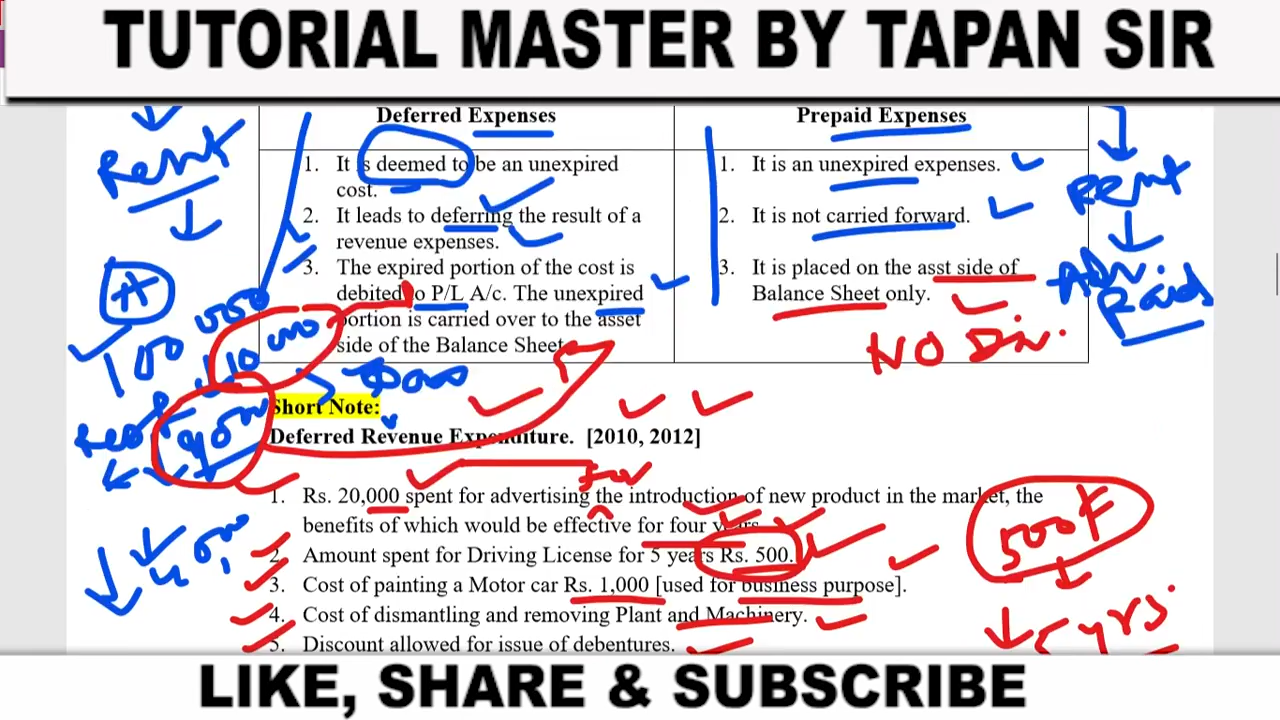 TUTORIAL MASTER BY TAPAN SIR
Deferred Expenses
1. It is deemed to be an unexpired
cost.
2. It leads to deferring the result of a
revenue expenses.
3. The expired portion of the cost is
debited to P/L A/c. The unexpired
portion is carried over to the asset
side of the Balance Sheet
Prepaid Expenses
1. It is an unexpired expenses.
2. It is not carried forward.
3. It is placed on the asst side of
Balance Sheet only.
Rent
Rent
NO Div.
Short Note:
Deferred Revenue Expenditure. [2010, 2012]
for
1. Rs. 20,000 spent for advertising the introduction of new product in the market, the
benefits of which would be effective for four years.
2. Amount spent for Driving License for 5 years Rs. 500.
3. Cost of painting a Motor car Rs. 1,000 [used for business purpose].
4. Cost of dismantling and removing Plant and Machinery.
5. Discount allowed for issue of debentures.
5 yrs.
LIKE, SHARE & SUBSCRIBE